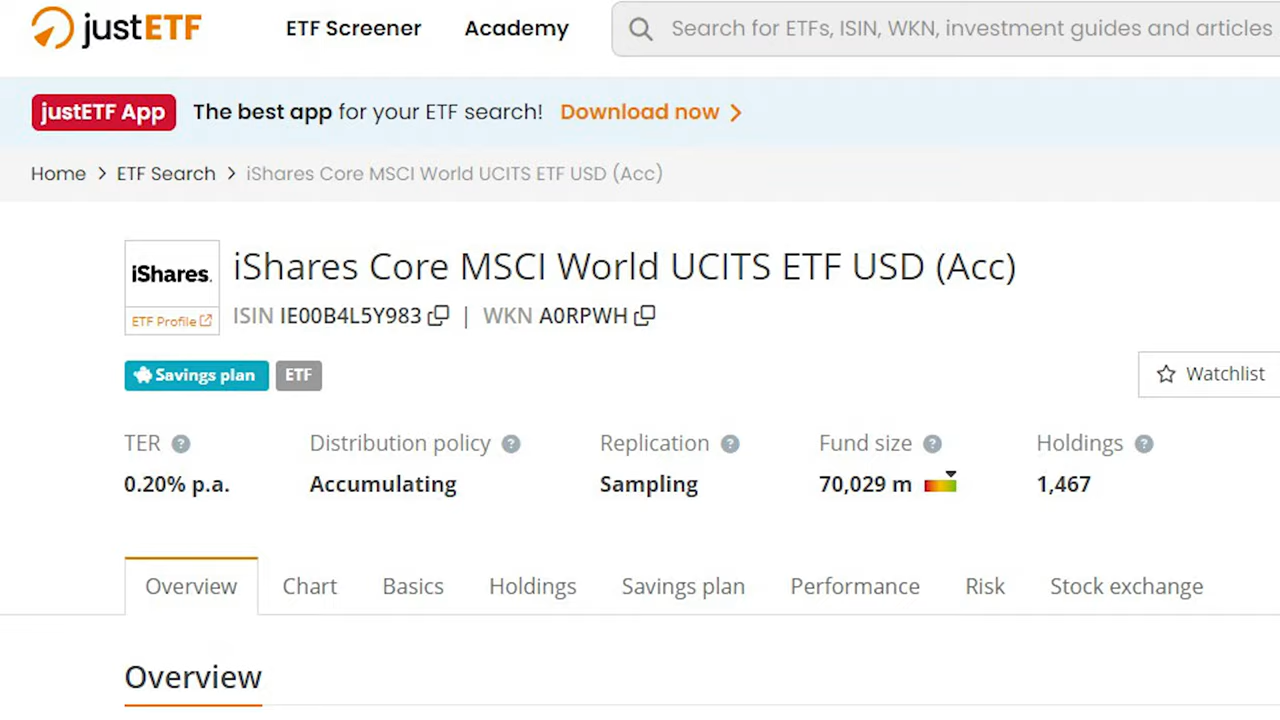 justETF ETF Screener Academy Search for ETFs, ISIN, WKN, investment guides and articles
justETF App The best app for your ETF search! Download now
Home > ETF Search > iShares Core MSCI World UCITS ETF USD (Acc)
iShares.
ETF Profile
iShares Core MSCI World UCITS ETF USD (Acc)
ISIN IE00B4L5Y983 | WKN A0RPWH
Savings plan ETF
Watchlist
TER ? Distribution policy ? Replication ? Fund size ? Holdings ?
0.20% p.a. Accumulating Sampling 70,029 m 1,467
Overview Chart Basics Holdings Savings plan Performance Risk Stock exchange
Overview